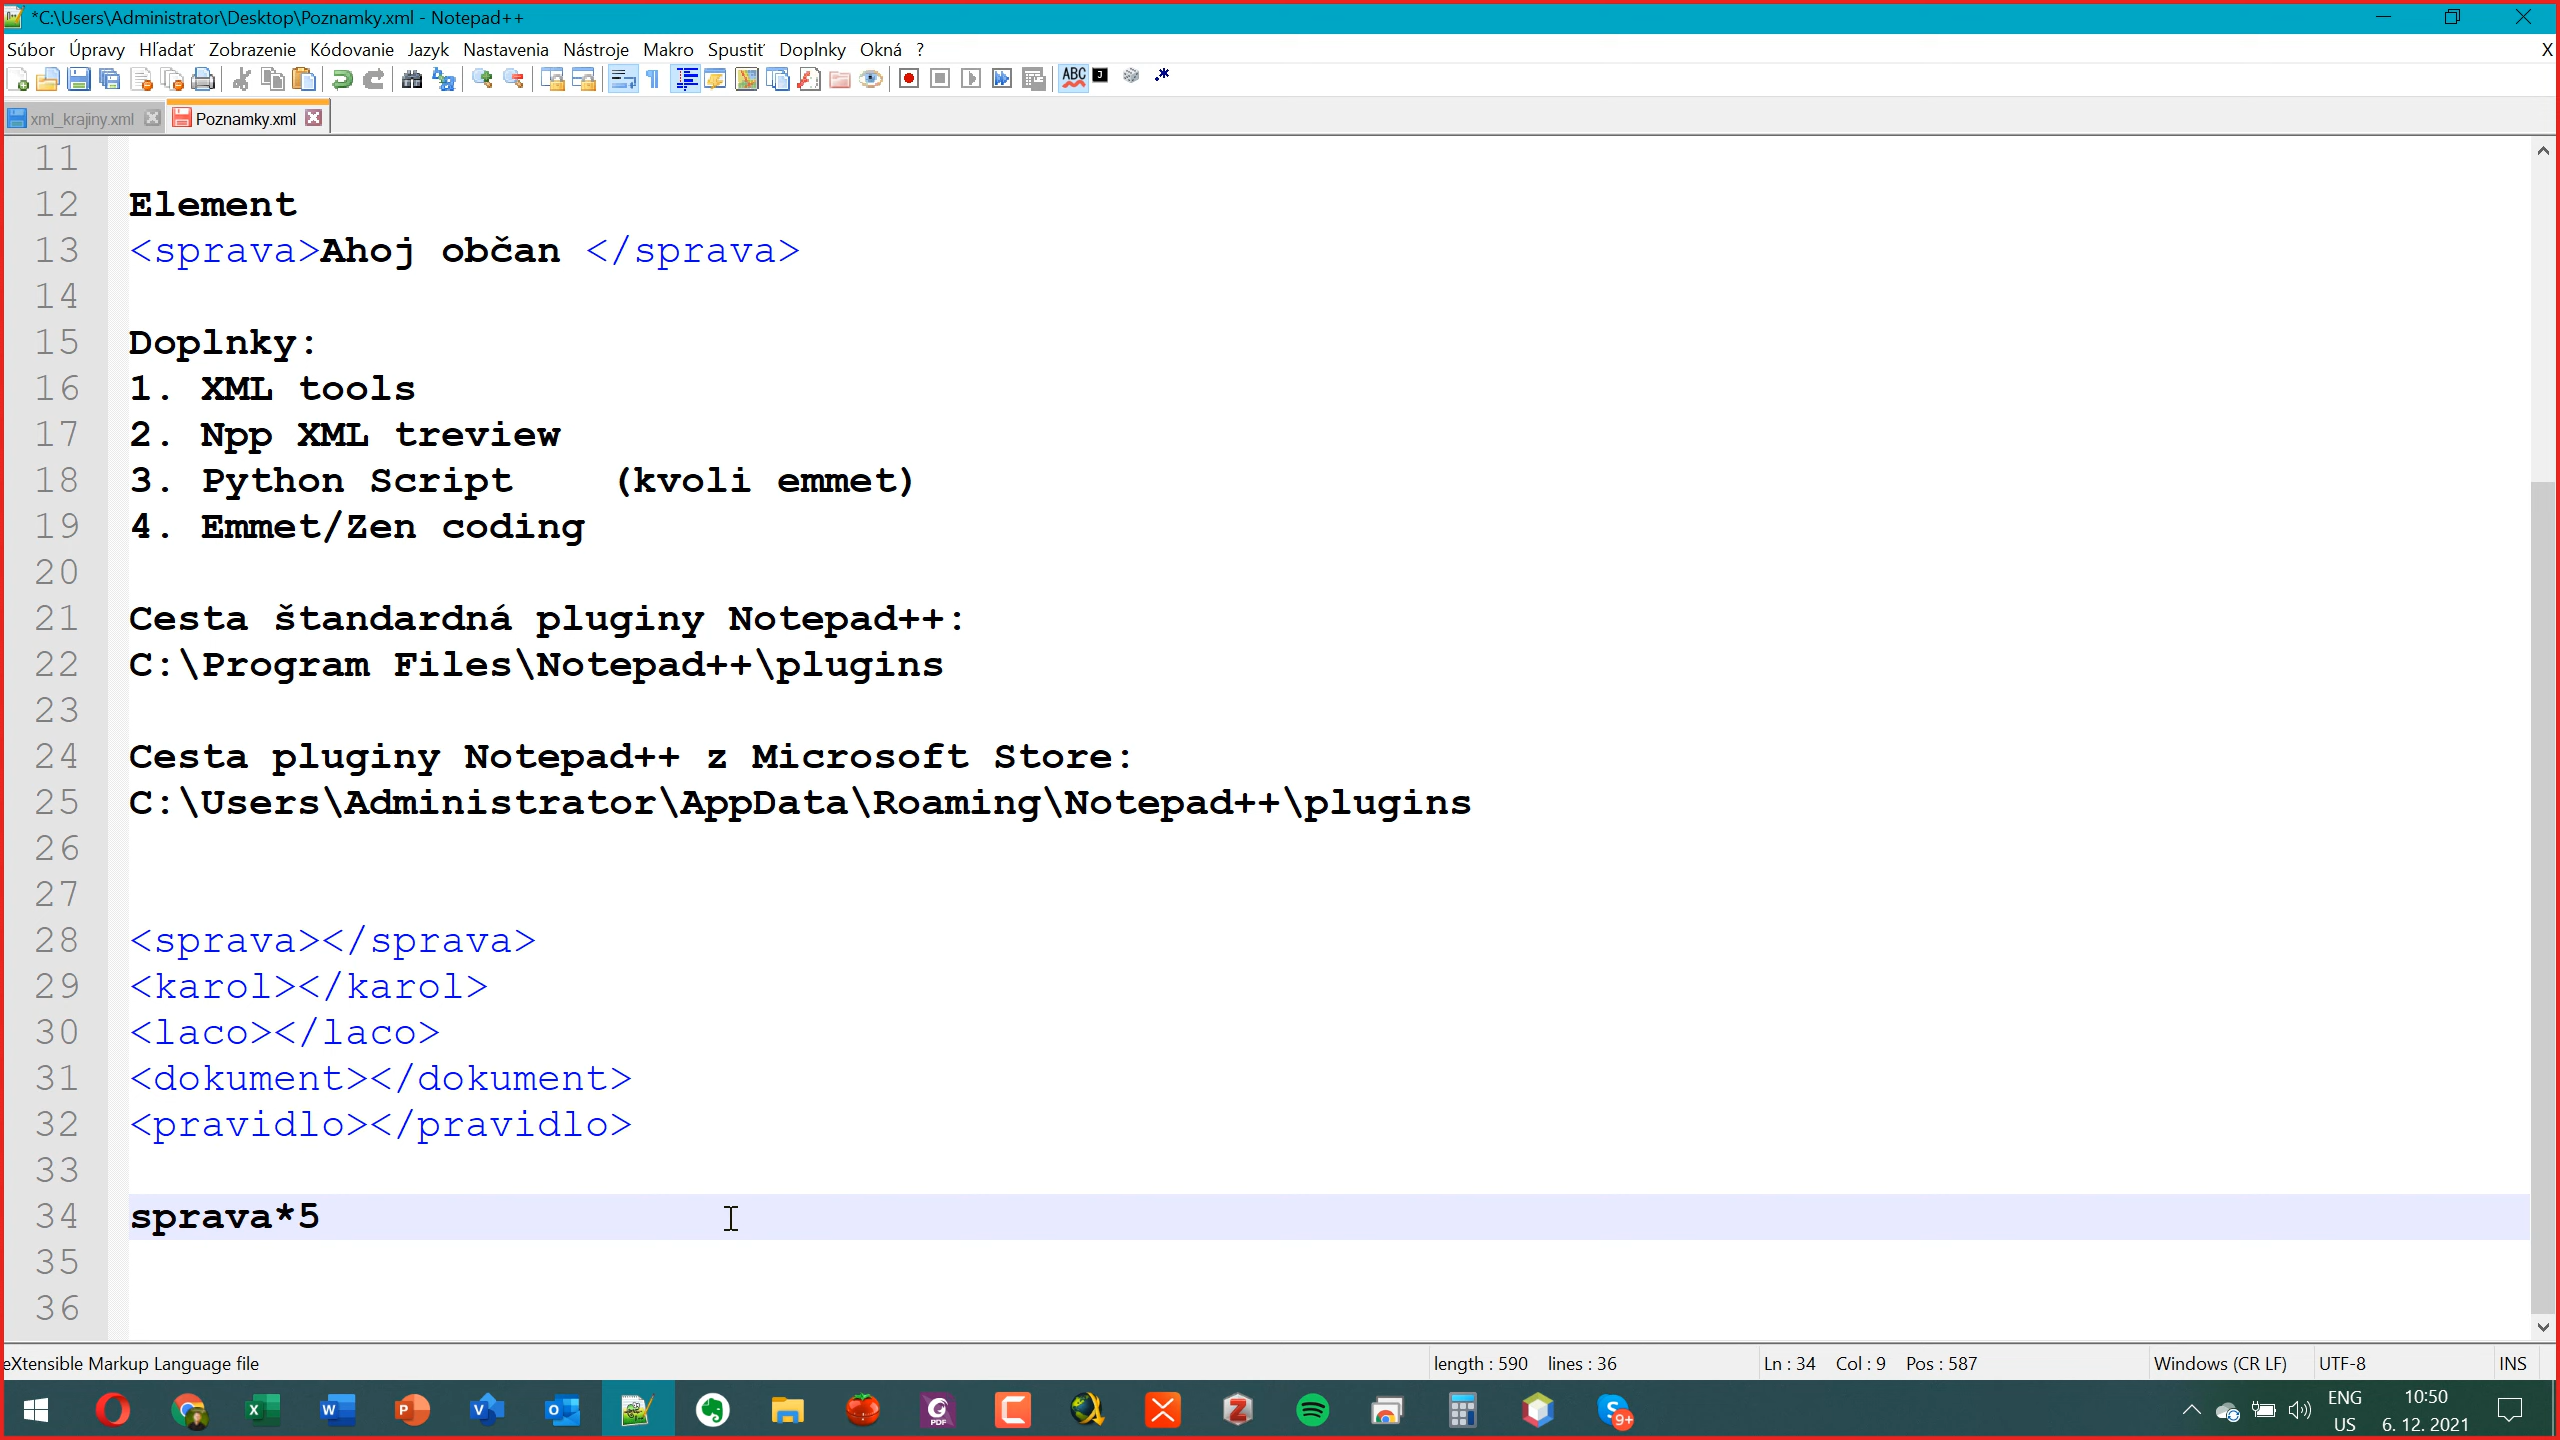 *C:\Users\Administrator\Desktop\Poznamky.xml - Notepad++
Súbor Úpravy Hľadať Zobrazenie Kódovanie Jazyk Nastavenia Nástroje Makro Spustiť Doplnky Okná ? X
ABC
xml_krajiny.xml Poznamky.xml
11
12 Element
13 <sprava>Ahoj občan </sprava>
14
15 Doplnky:
16 1. XML tools
17 2. Npp XML treview
18 3. Python Script (kvoli emmet)
19 4. Emmet/Zen coding
20
21 Cesta štandardná pluginy Notepad++:
22 C:\Program Files\Notepad++\plugins
23
24 Cesta pluginy Notepad++ z Microsoft Store:
25 C:\Users\Administrator\AppData\Roaming\Notepad++\plugins
26
27
28 <sprava></sprava>
29 <karol></karol>
30 <laco></laco>
31 <dokument></dokument>
32 <pravidlo></pravidlo>
33
34 sprava*5
35
36
eXtensible Markup Language file length : 590 lines : 36 Ln : 34 Col : 9 Pos : 587 Windows (CR LF) UTF-8 INS
ENG 10:50
US 6. 12. 2021